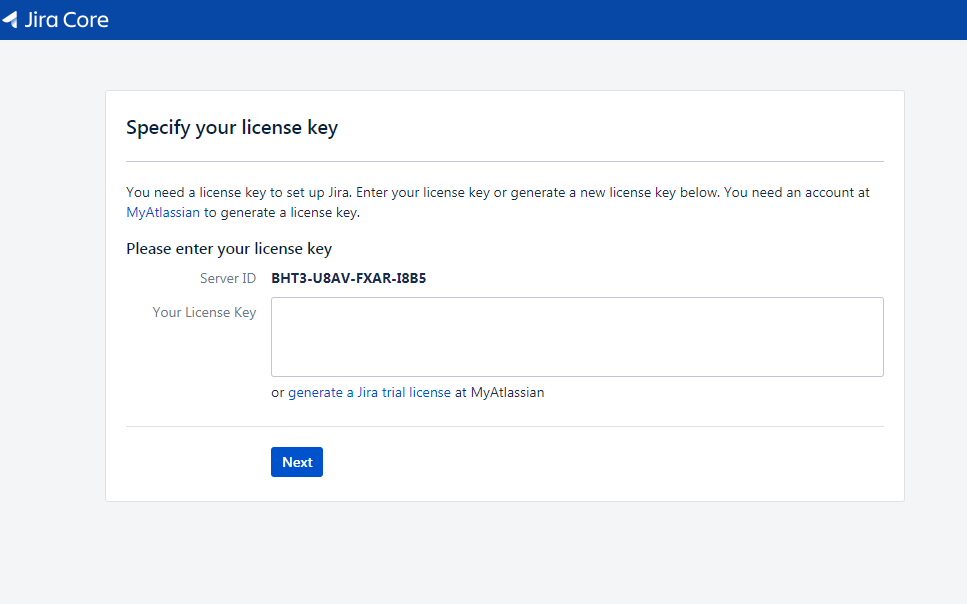 Jira Core
Specify your license key
You need a license key to set up Jira. Enter your license key or generate a new license key below. You need an account at
MyAtlassian to generate a license key.
Please enter your license key
Server ID BHT3-U8AV-FXAR-I8B5
Your License Key
or generate a Jira trial license at MyAtlassian
Next